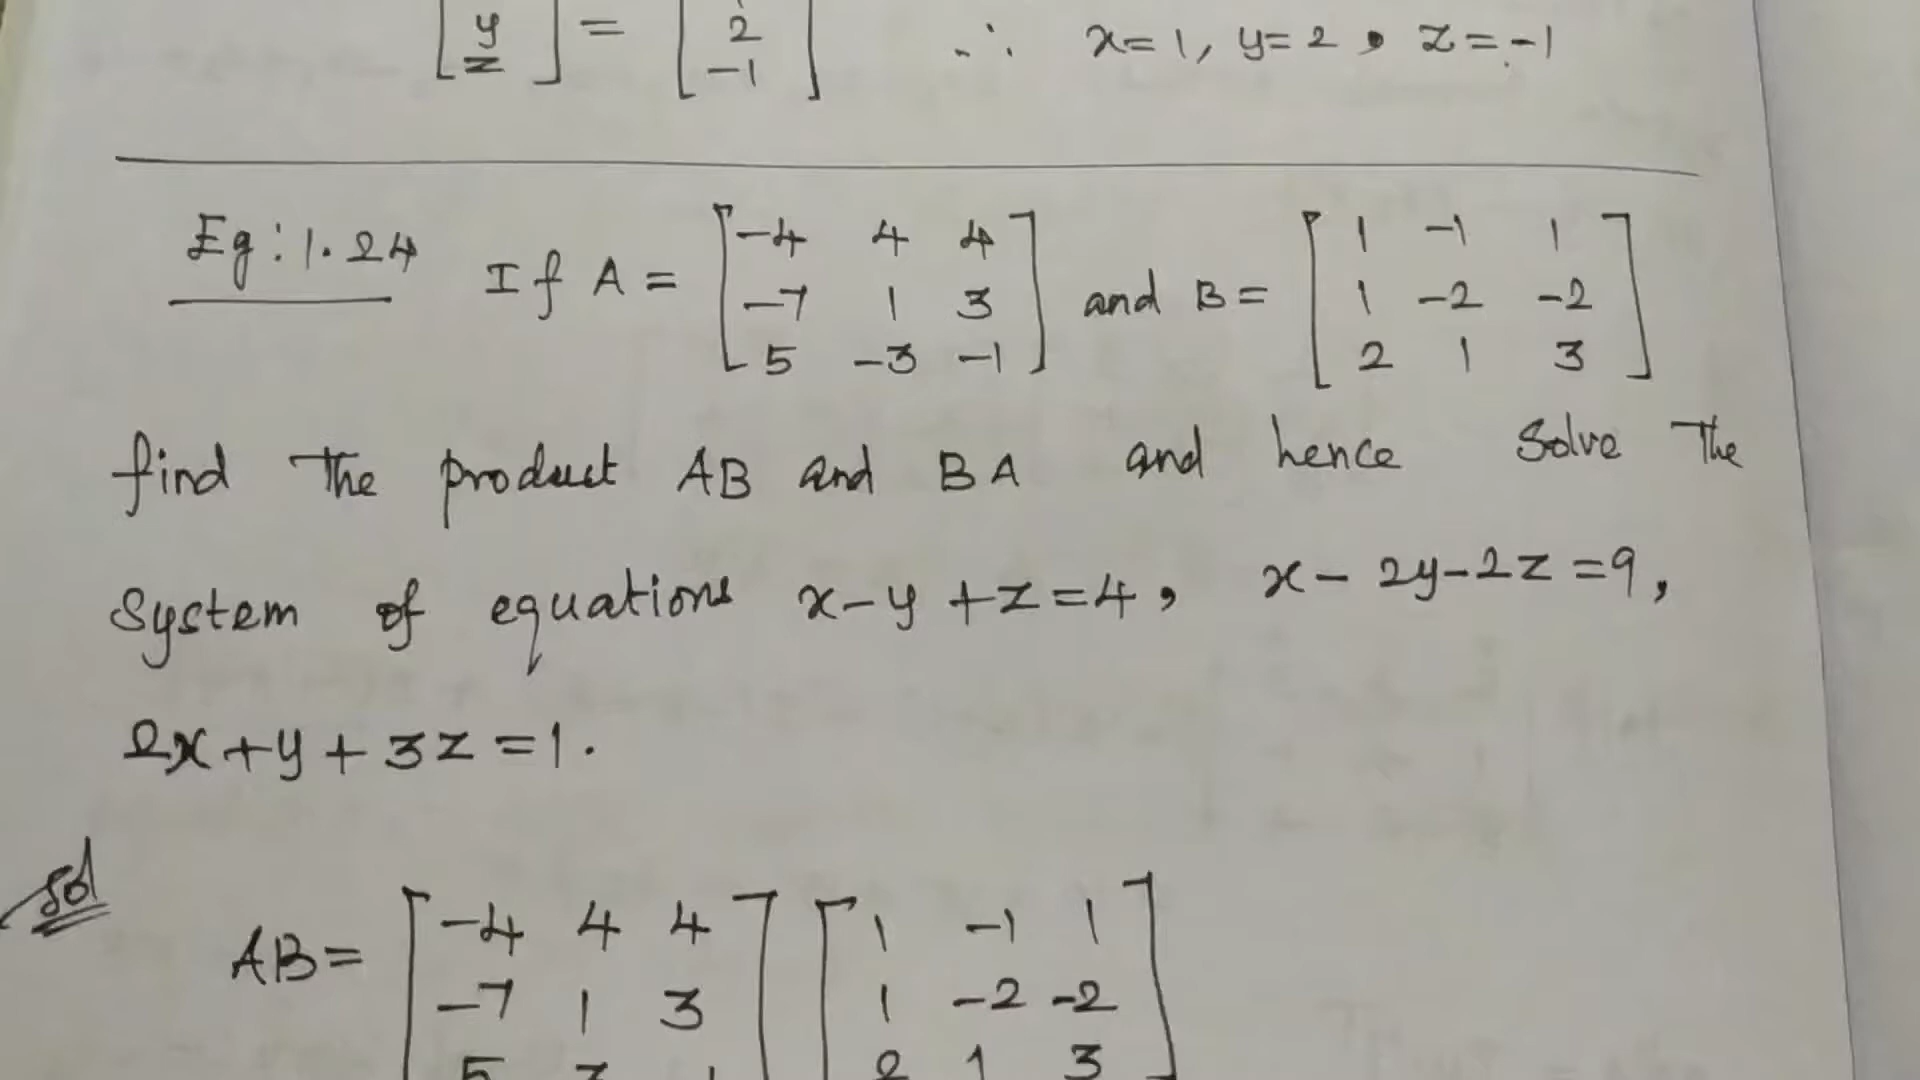 [y z] = [2 -1] ∴ x=1, y=2, z=-1
Eg: 1.24 If A = [-4 4 4
-7 1 3
5 -3 -1] and B = [1 -1 1
1 -2 -2
2 1 3]
find The product AB and BA and hence Solve The
System of equations x-y+z=4, x-2y-2z=9,
2x+y+3z=1.
Sol
AB= [-4 4 4
-7 1 3
5] [1 -1 1
1 -2 -2
2 1 3]